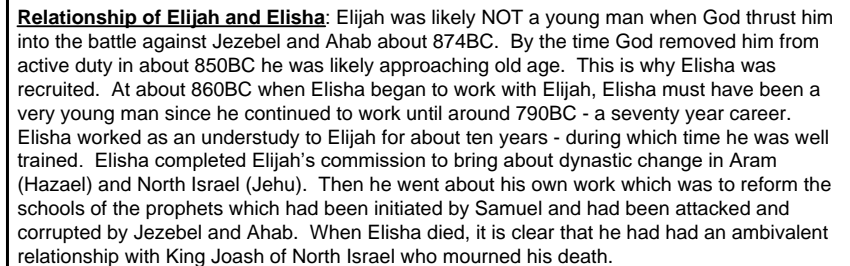 Relationship of Elijah and Elisha: Elijah was likely NOT a young man when God thrust him
into the battle against Jezebel and Ahab about 874BC. By the time God removed him from
active duty in about 850BC he was likely approaching old age. This is why Elisha was
recruited. At about 860BC when Elisha began to work with Elijah, Elisha must have been a
very young man since he continued to work until around 790BC - a seventy year career.
Elisha worked as an understudy to Elijah for about ten years - during which time he was well
trained. Elisha completed Elijah's commission to bring about dynastic change in Aram
(Hazael) and North Israel (Jehu). Then he went about his own work which was to reform the
schools of the prophets which had been initiated by Samuel and had been attacked and
corrupted by Jezebel and Ahab. When Elisha died, it is clear that he had had an ambivalent
relationship with King Joash of North Israel who mourned his death.